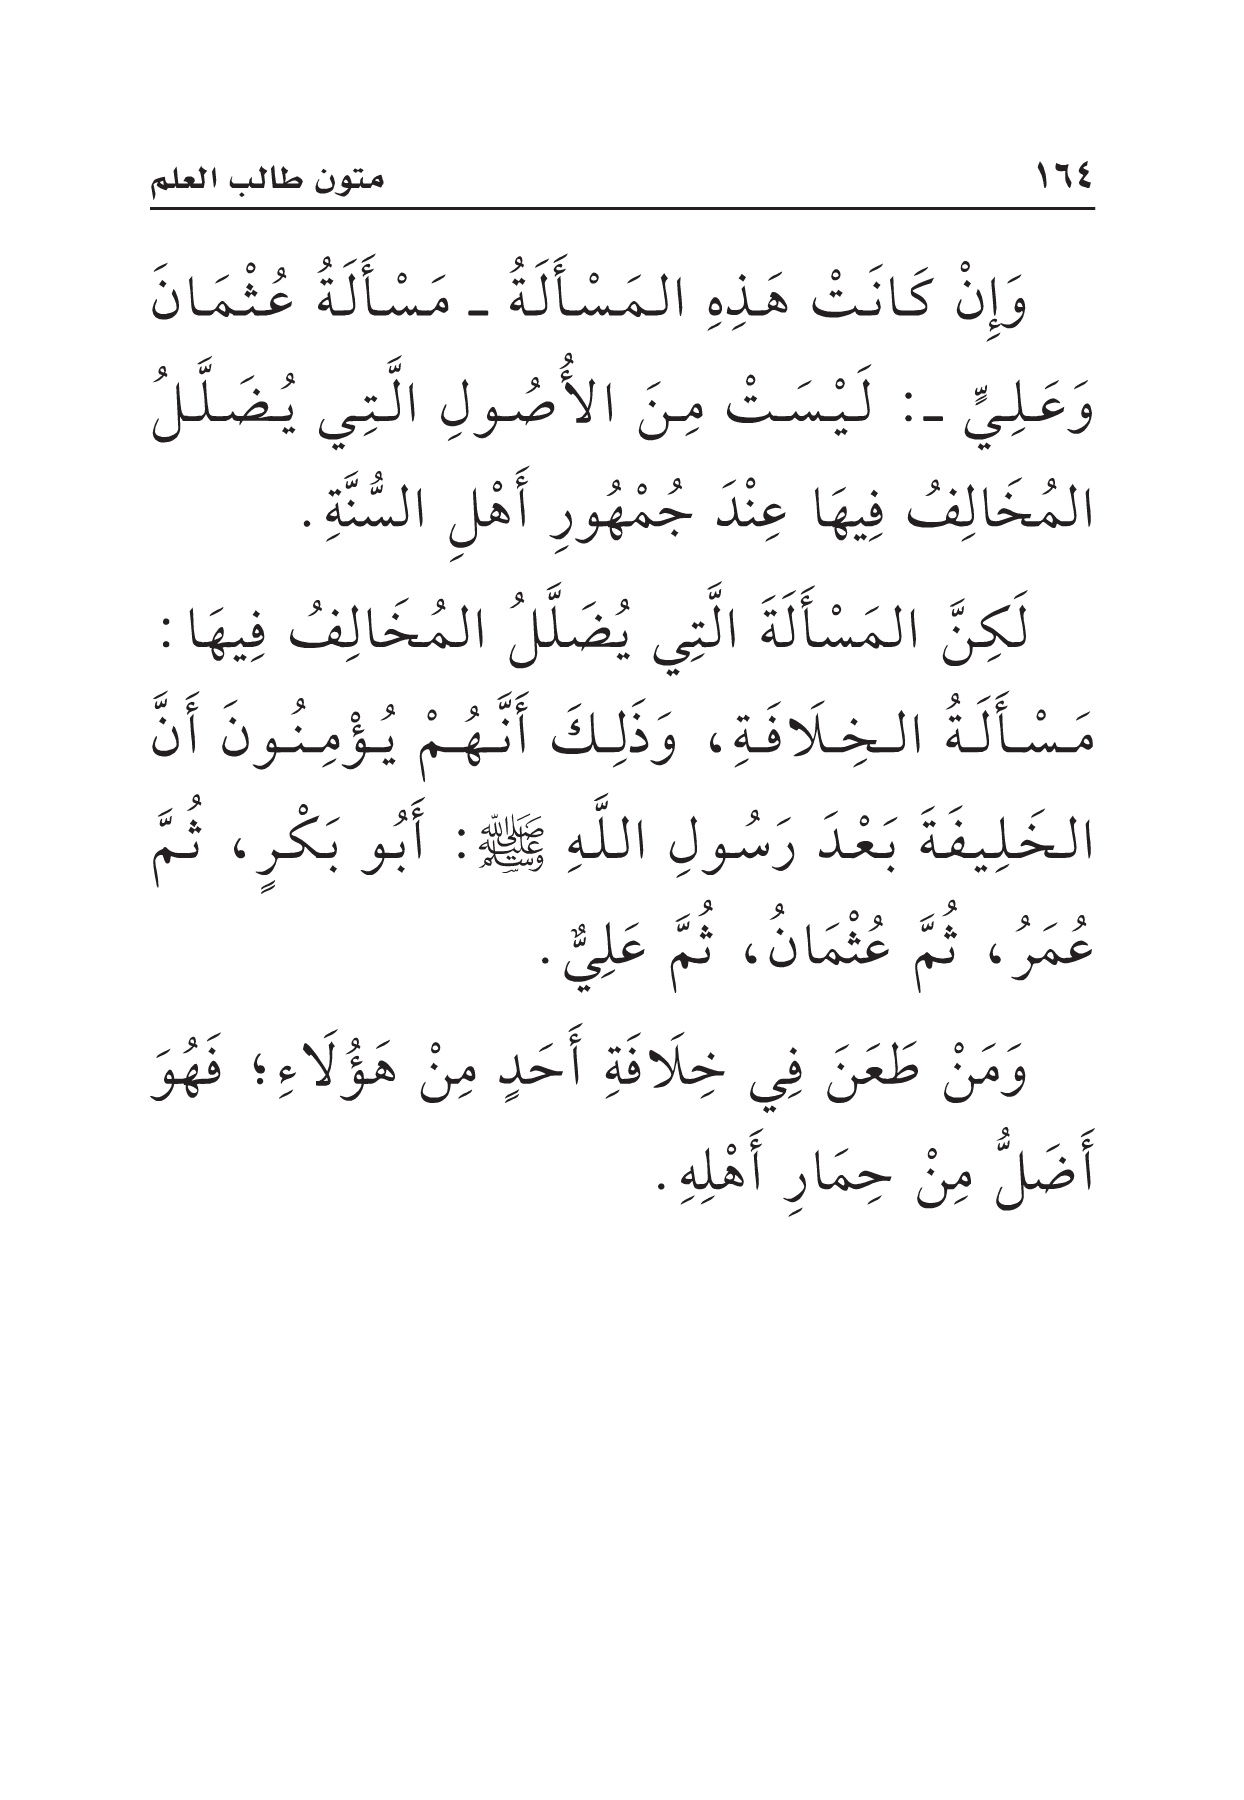 ١٦٤ متون طالب العلم
وَإِنْ كَانَتْ هَذِهِ المَسْأَلَةُ ـ مَسْأَلَةُ عُثْمَانَ
وَعَلِيٍّ ـ: لَيْسَتْ مِنَ الأُصُولِ الَّتِي يُضَلَّلُ
المُخَالِفُ فِيهَا عِنْدَ جُمْهُورِ أَهْلِ السُّنَّةِ.
لَكِنَّ المَسْأَلَةَ الَّتِي يُضَلَّلُ المُخَالِفُ فِيهَا:
مَسْأَلَةُ الخِلَافَةِ، وَذَلِكَ أَنَّهُمْ يُؤْمِنُونَ أَنَّ
الخَلِيفَةَ بَعْدَ رَسُولِ اللَّهِ ﷺ: أَبُو بَكْرٍ، ثُمَّ
عُمَرُ، ثُمَّ عُثْمَانُ، ثُمَّ عَلِيٌّ.
وَمَنْ طَعَنَ فِي خِلَافَةِ أَحَدٍ مِنْ هَؤُلَاءِ؛ فَهُوَ
أَضَلُّ مِنْ حِمَارِ أَهْلِهِ.